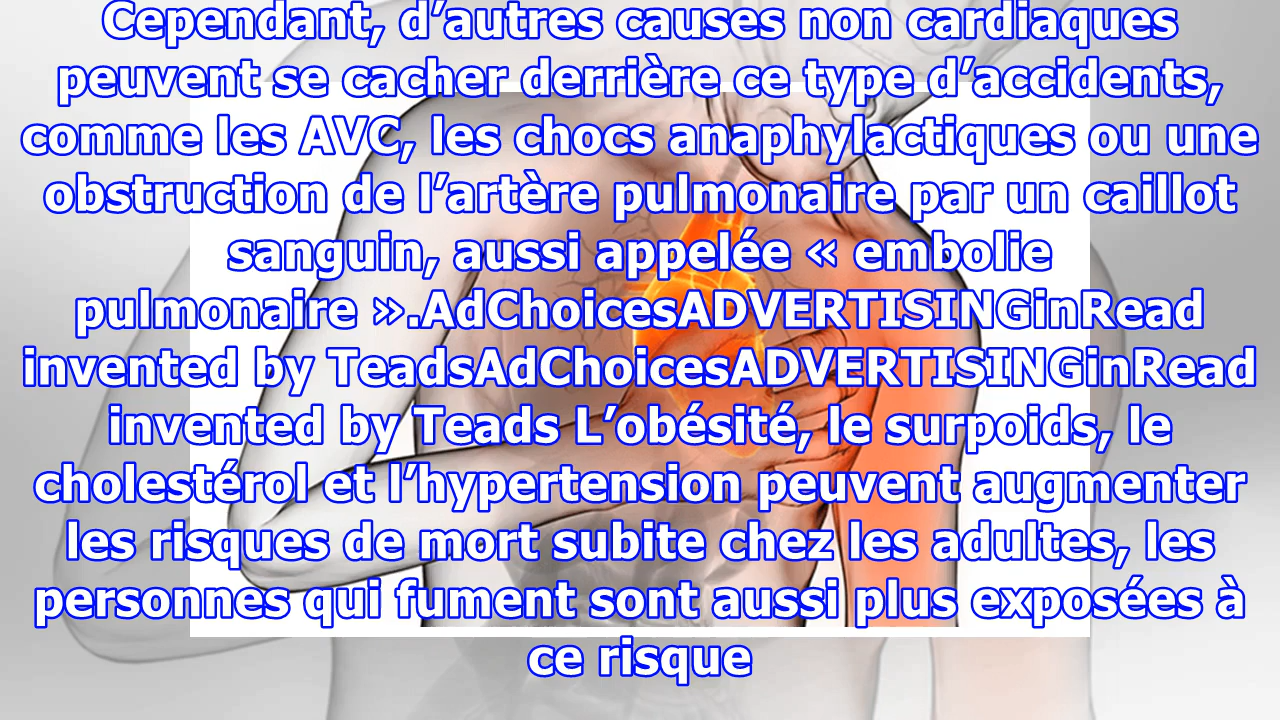 Cependant, d’autres causes non cardiaques
peuvent se cacher derrière ce type d’accidents,
comme les AVC, les chocs anaphylactiques ou une
obstruction de l’artère pulmonaire par un caillot
sanguin, aussi appelée « embolie
pulmonaire ».AdChoicesADVERTISINGinRead
invented by TeadsAdChoicesADVERTISINGinRead
invented by Teads L’obésité, le surpoids, le
cholestérol et l’hypertension peuvent augmenter
les risques de mort subite chez les adultes, les
personnes qui fument sont aussi plus exposées à
ce risque